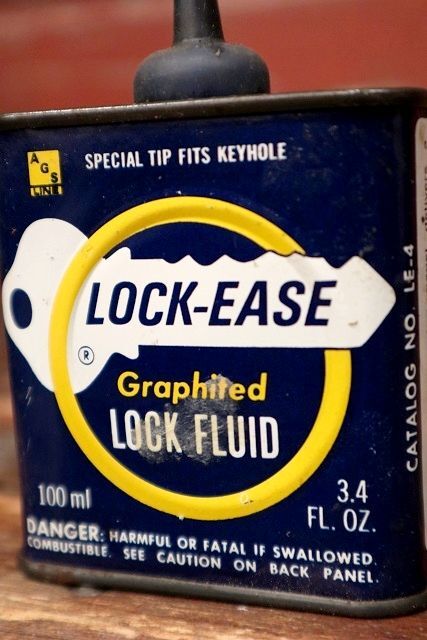 AGS
LINE
SPECIAL TIP FITS KEYHOLE
LOCK-EASE
®
Graphited
LOCK FLUID
100 ml
3.4
FL. OZ.
DANGER: HARMFUL OR FATAL IF SWALLOWED.
COMBUSTIBLE. SEE CAUTION ON BACK PANEL.
CATALOG NO. LE-4